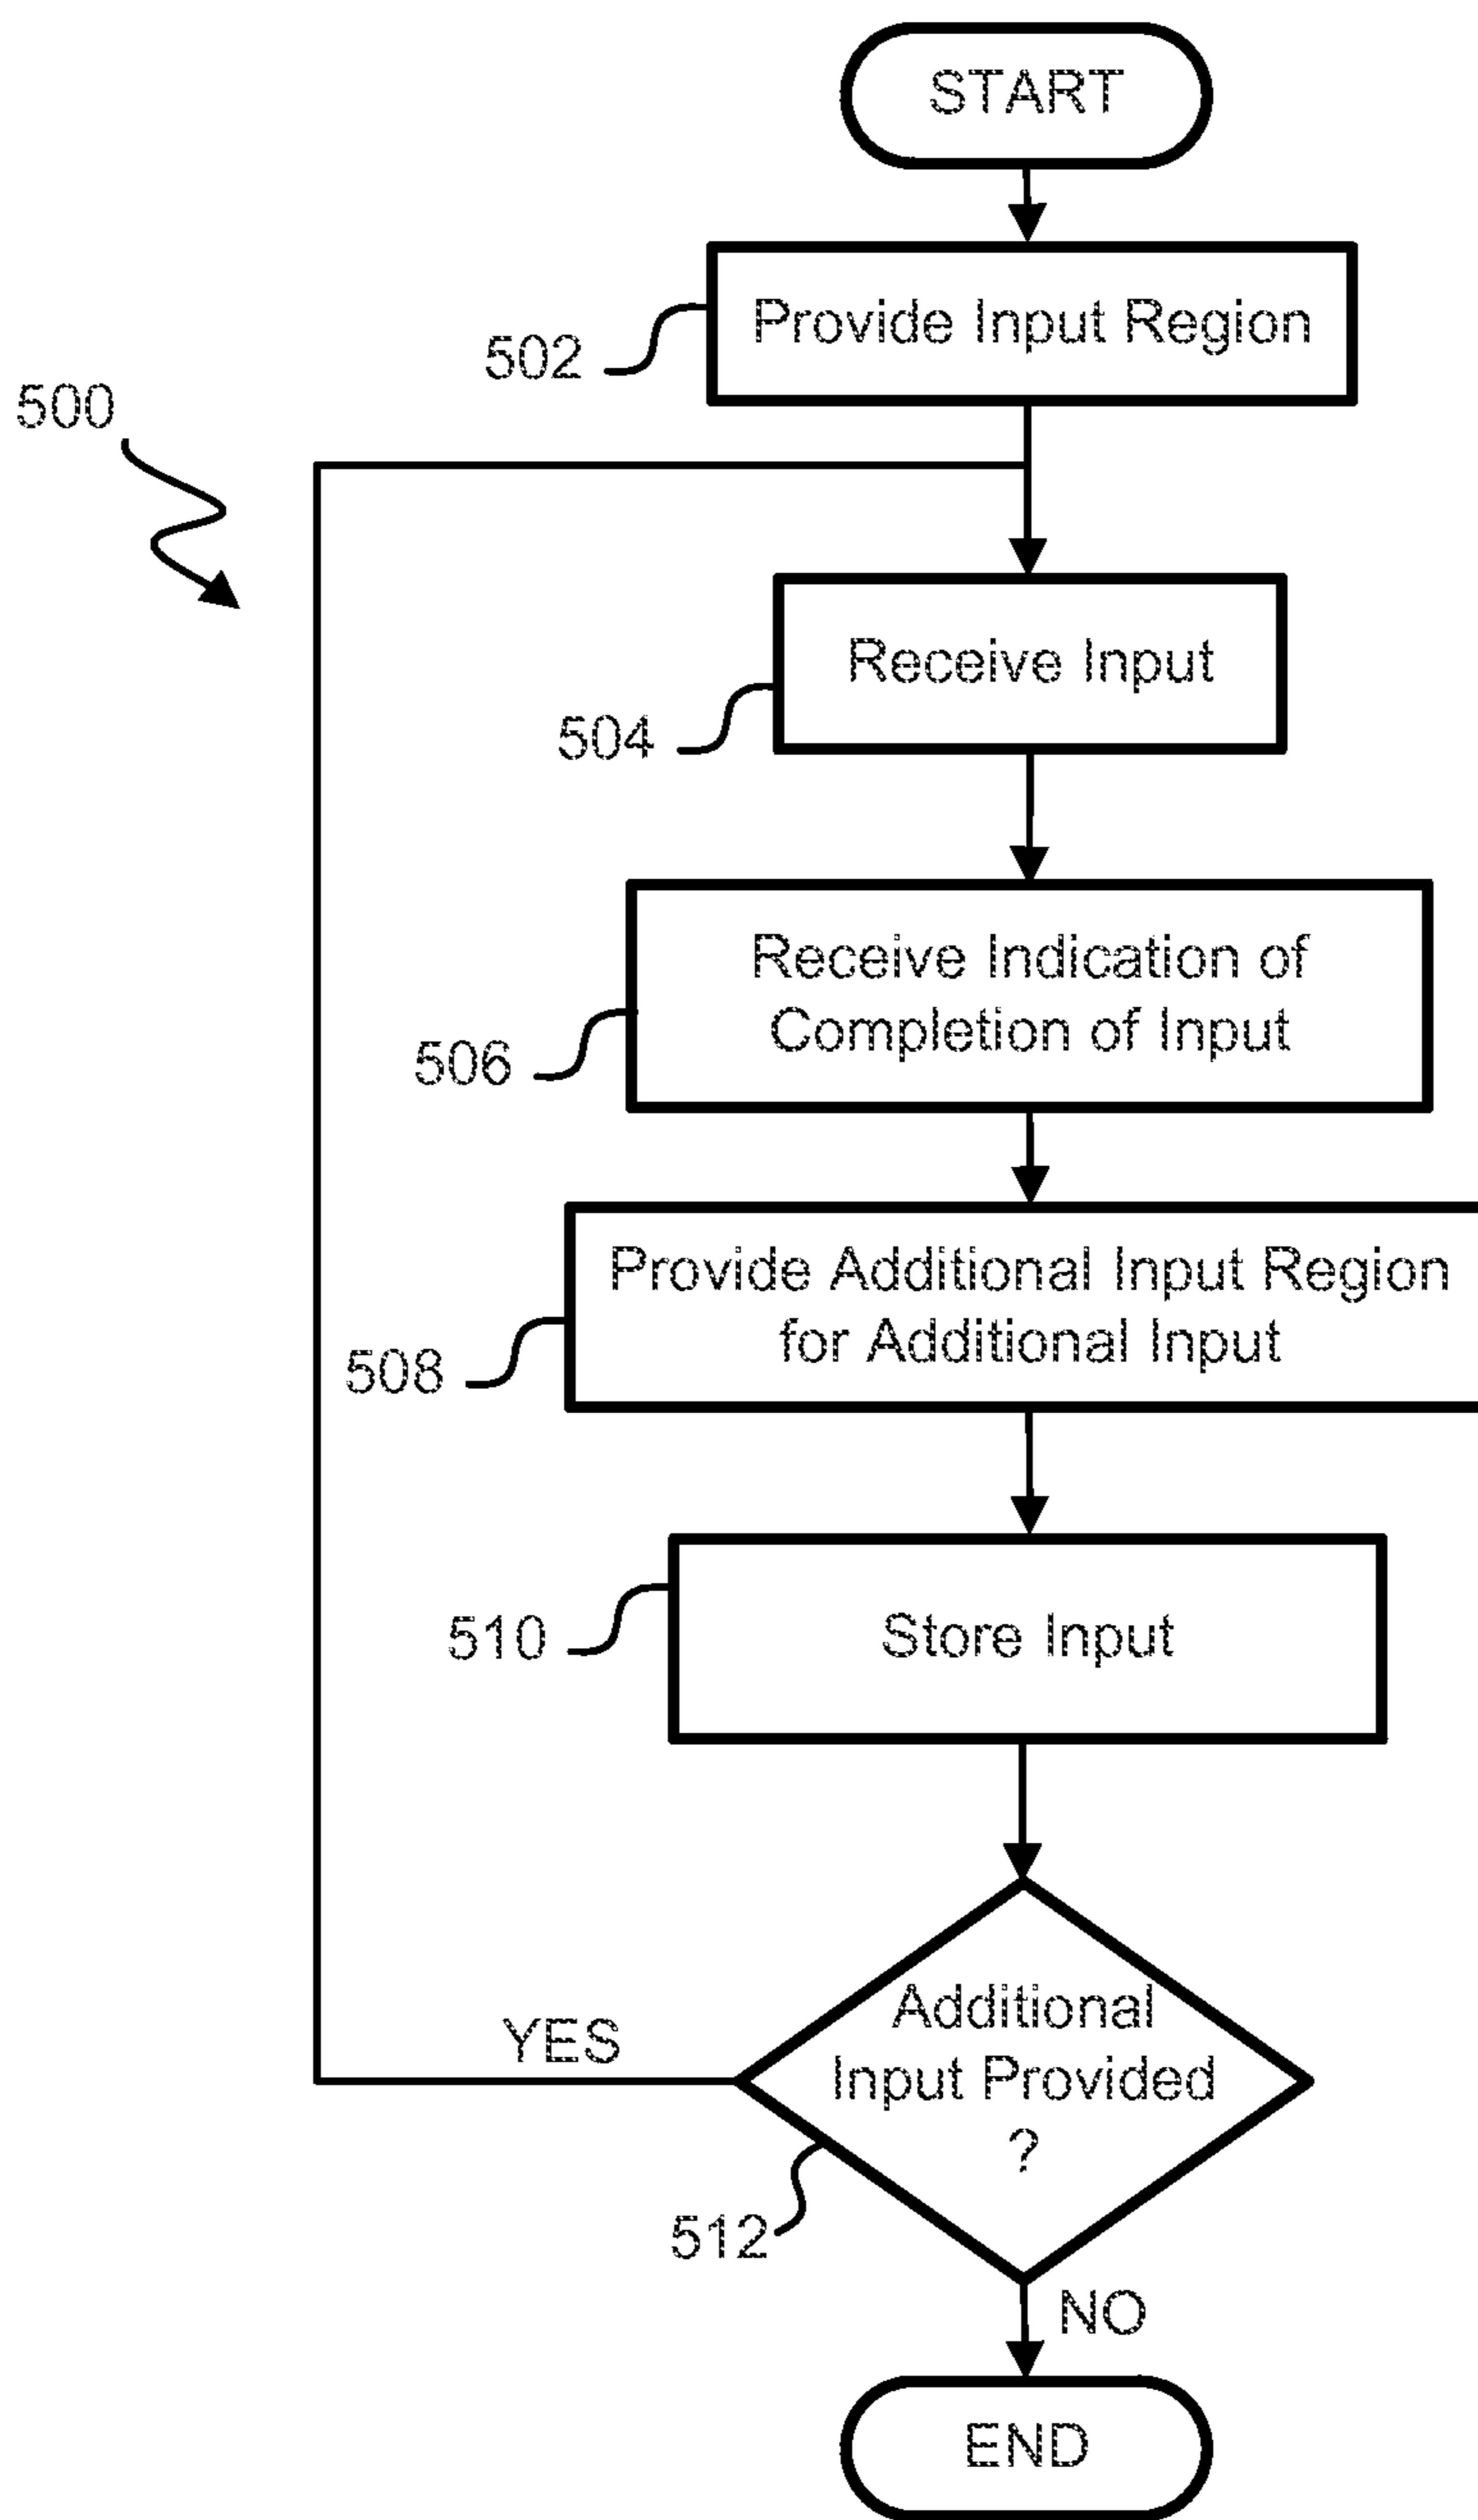 START
Provide Input Region
502
500
Receive Input
504
Receive Indication of
Completion of Input
506
Provide Additional Input Region
for Additional Input
508
Store Input
510
Additional
Input Provided
?
YES
512
NO
END